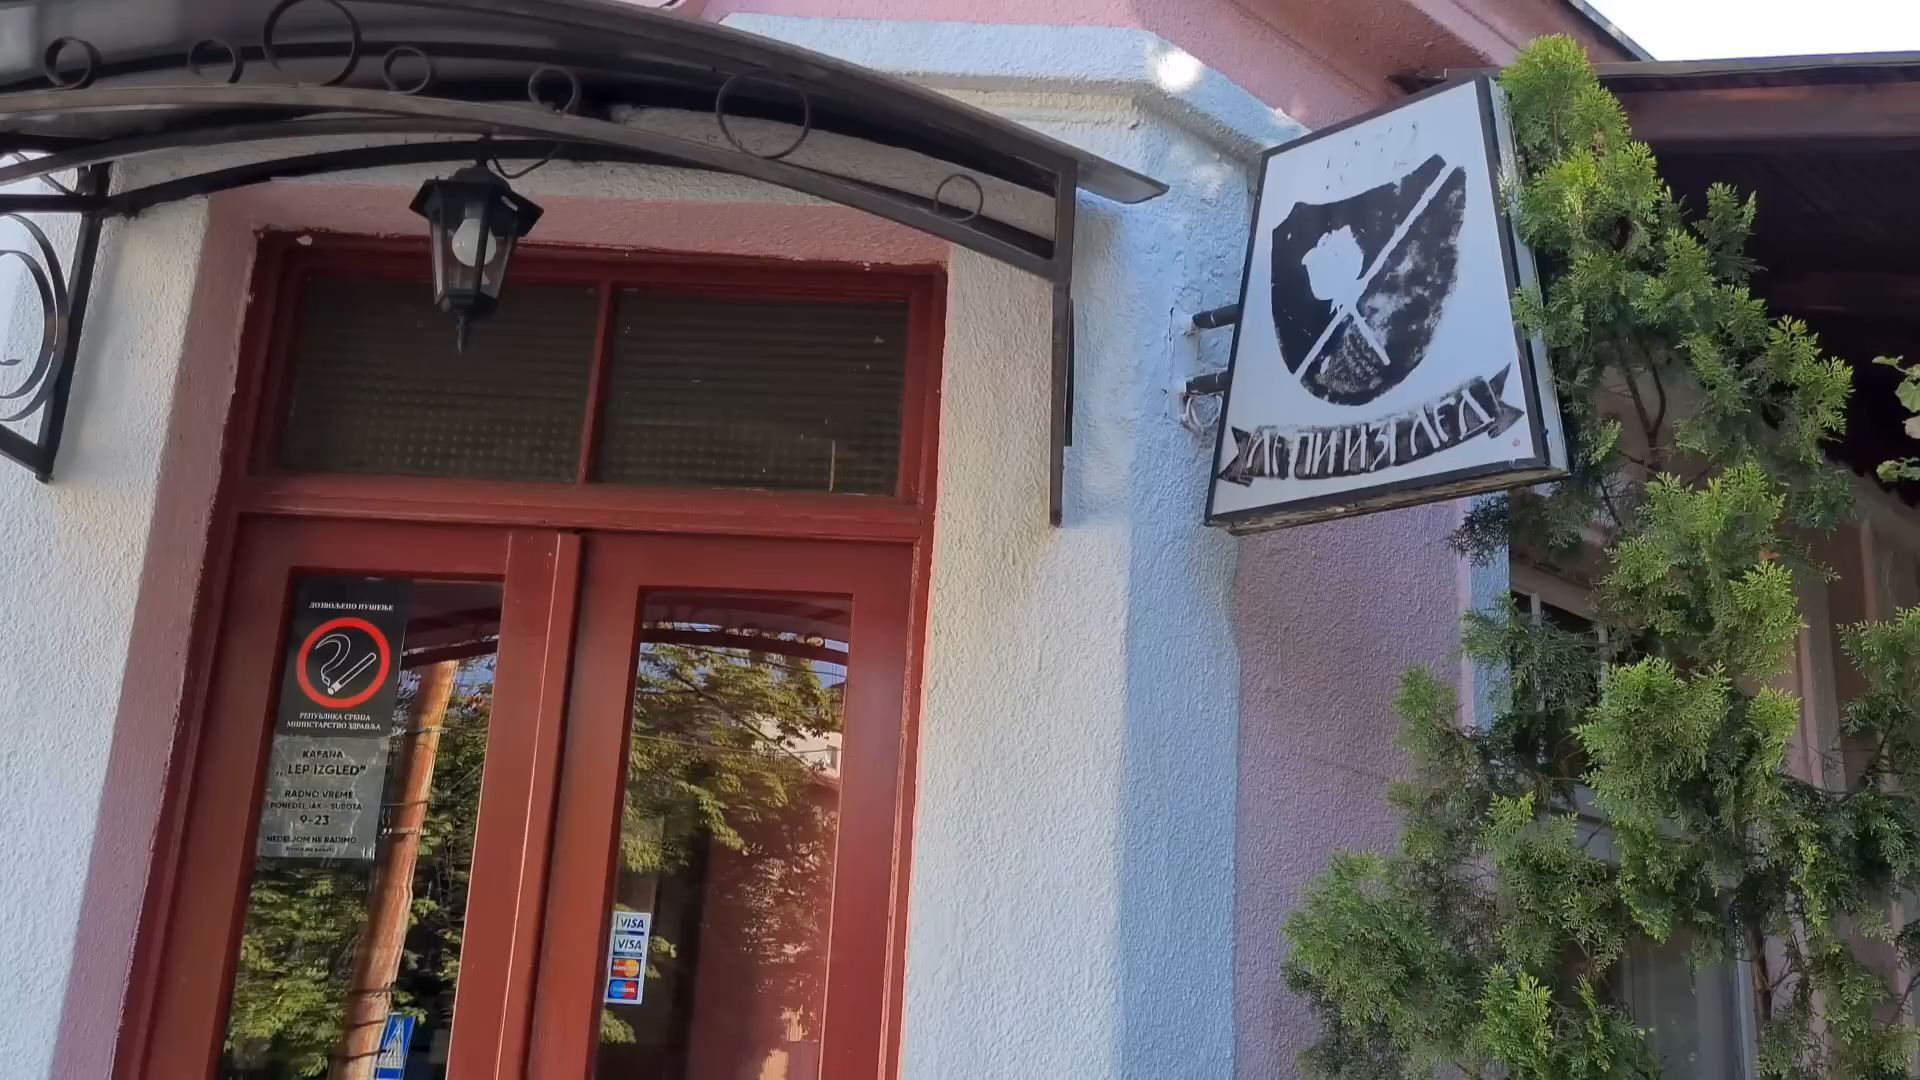 ЛЕПИ ИЗГЛЕД
ДОЗВОЉЕНО ПУШЕЊЕ
РЕПУБЛИКА СРБИЈА
МИНИСТАРСТВО ЗДРАВЉА
KAFANA
,, LEP IZGLED"
RADNO VREME
PONEDELJAK - SUBOTA
9-23
NEDELJOM NE RADIMO
VISA
VISA